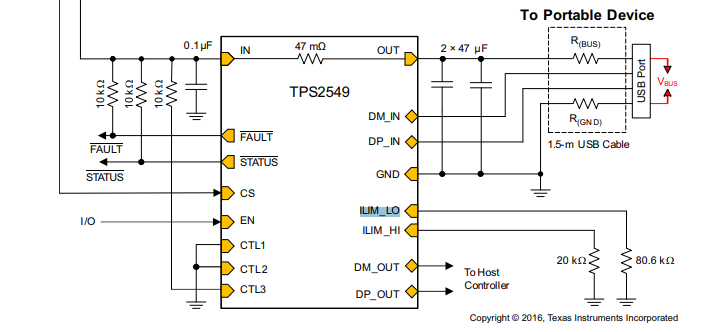 To Portable Device
0.1 µF
IN
47 mΩ
OUT
2 × 47 µF
R(BUS)
10 kΩ
10 kΩ
10 kΩ
TPS2549
USB Port
VBUS
DM_IN
R(GND)
FAULT
FAULT
DP_IN
1.5-m USB Cable
STATUS
STATUS
GND
CS
I/O
EN
ILIM_LO
ILIM_HI
CTL1
CTL2
CTL3
DM_OUT
DP_OUT
To Host
Controller
20 kΩ
80.6 kΩ
Copyright © 2016, Texas Instruments Incorporated